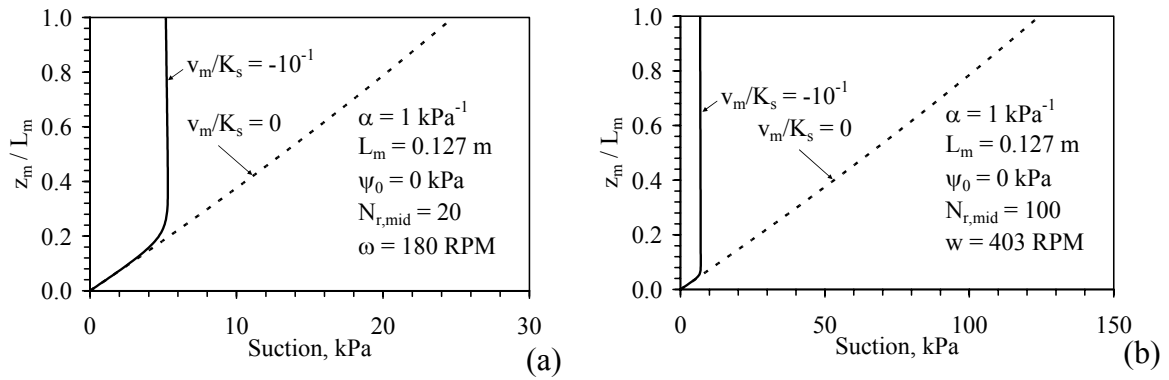 1.0
0.8
0.6
0.4
0.2
0.0
z_m / L_m
v_m/K_s = -10^-1
v_m/K_s = 0
α = 1 kPa^-1
L_m = 0.127 m
ψ_0 = 0 kPa
N_r,mid = 20
ω = 180 RPM
0 10 20 30
Suction, kPa
(a)
1.0
0.8
0.6
0.4
0.2
0.0
z_m / L_m
v_m/K_s = -10^-1
v_m/K_s = 0
α = 1 kPa^-1
L_m = 0.127 m
ψ_0 = 0 kPa
N_r,mid = 100
w = 403 RPM
0 50 100 150
Suction, kPa
(b)